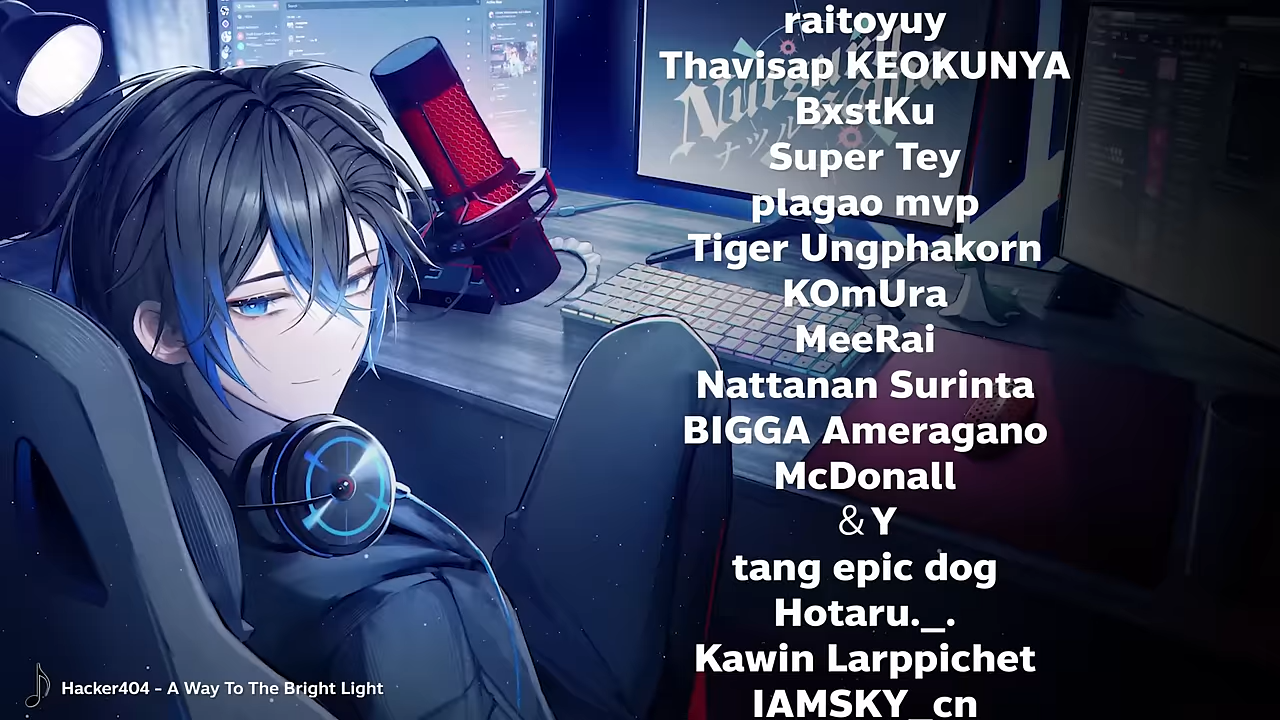 raitoyuy
Thavisap KEOKUNYA
BxstKu
Super Tey
plagao mvp
Tiger Ungphakorn
KOmUra
MeeRai
Nattanan Surinta
BIGGA Ameragano
McDonall
＆Y
tang epic dog
Hotaru._.
Kawin Larppichet
IAMSKY_cn
Hacker404 - A Way To The Bright Light